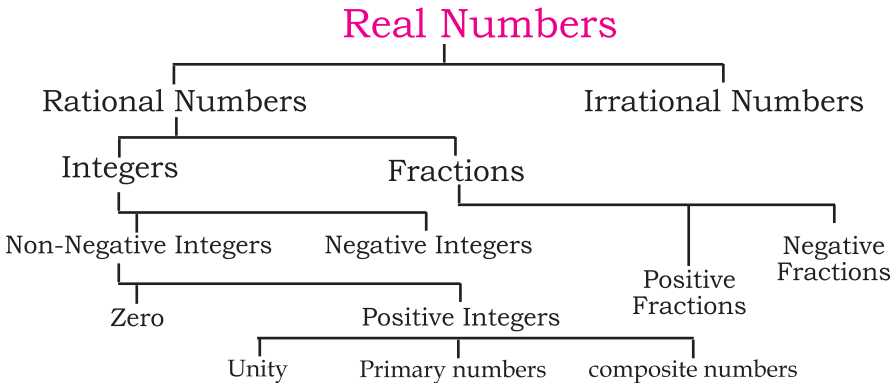 Real Numbers
Rational Numbers
Irrational Numbers
Integers
Fractions
Non-Negative Integers
Negative Integers
Positive
Fractions
Negative
Fractions
Zero
Positive Integers
Unity
Primary numbers
composite numbers